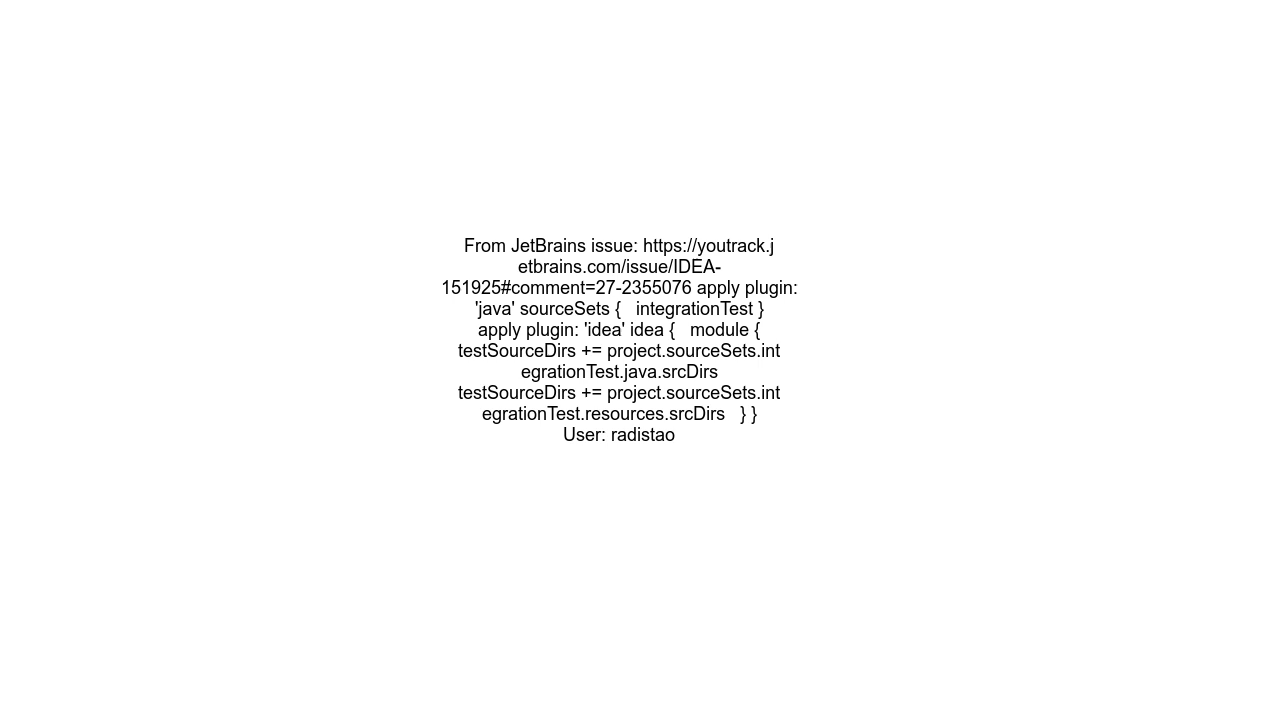 From JetBrains issue: https://youtrack.j
etbrains.com/issue/IDEA-
151925#comment=27-2355076 apply plugin:
'java' sourceSets {   integrationTest }
apply plugin: 'idea' idea {   module {
testSourceDirs += project.sourceSets.int
egrationTest.java.srcDirs
testSourceDirs += project.sourceSets.int
egrationTest.resources.srcDirs   } }
User: radistao